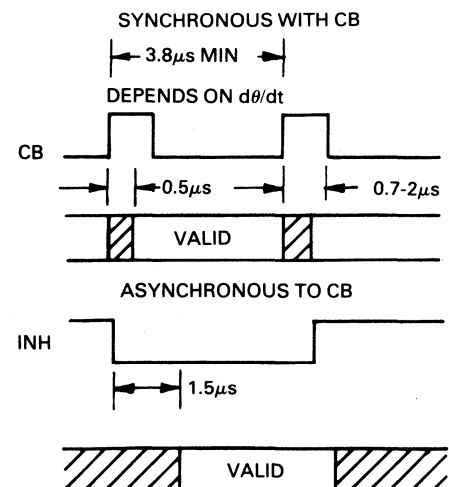 SYNCHRONOUS WITH CB
3.8μs MIN
DEPENDS ON dθ/dt
CB
0.5μs
0.7-2μs
VALID
ASYNCHRONOUS TO CB
INH
1.5μs
VALID